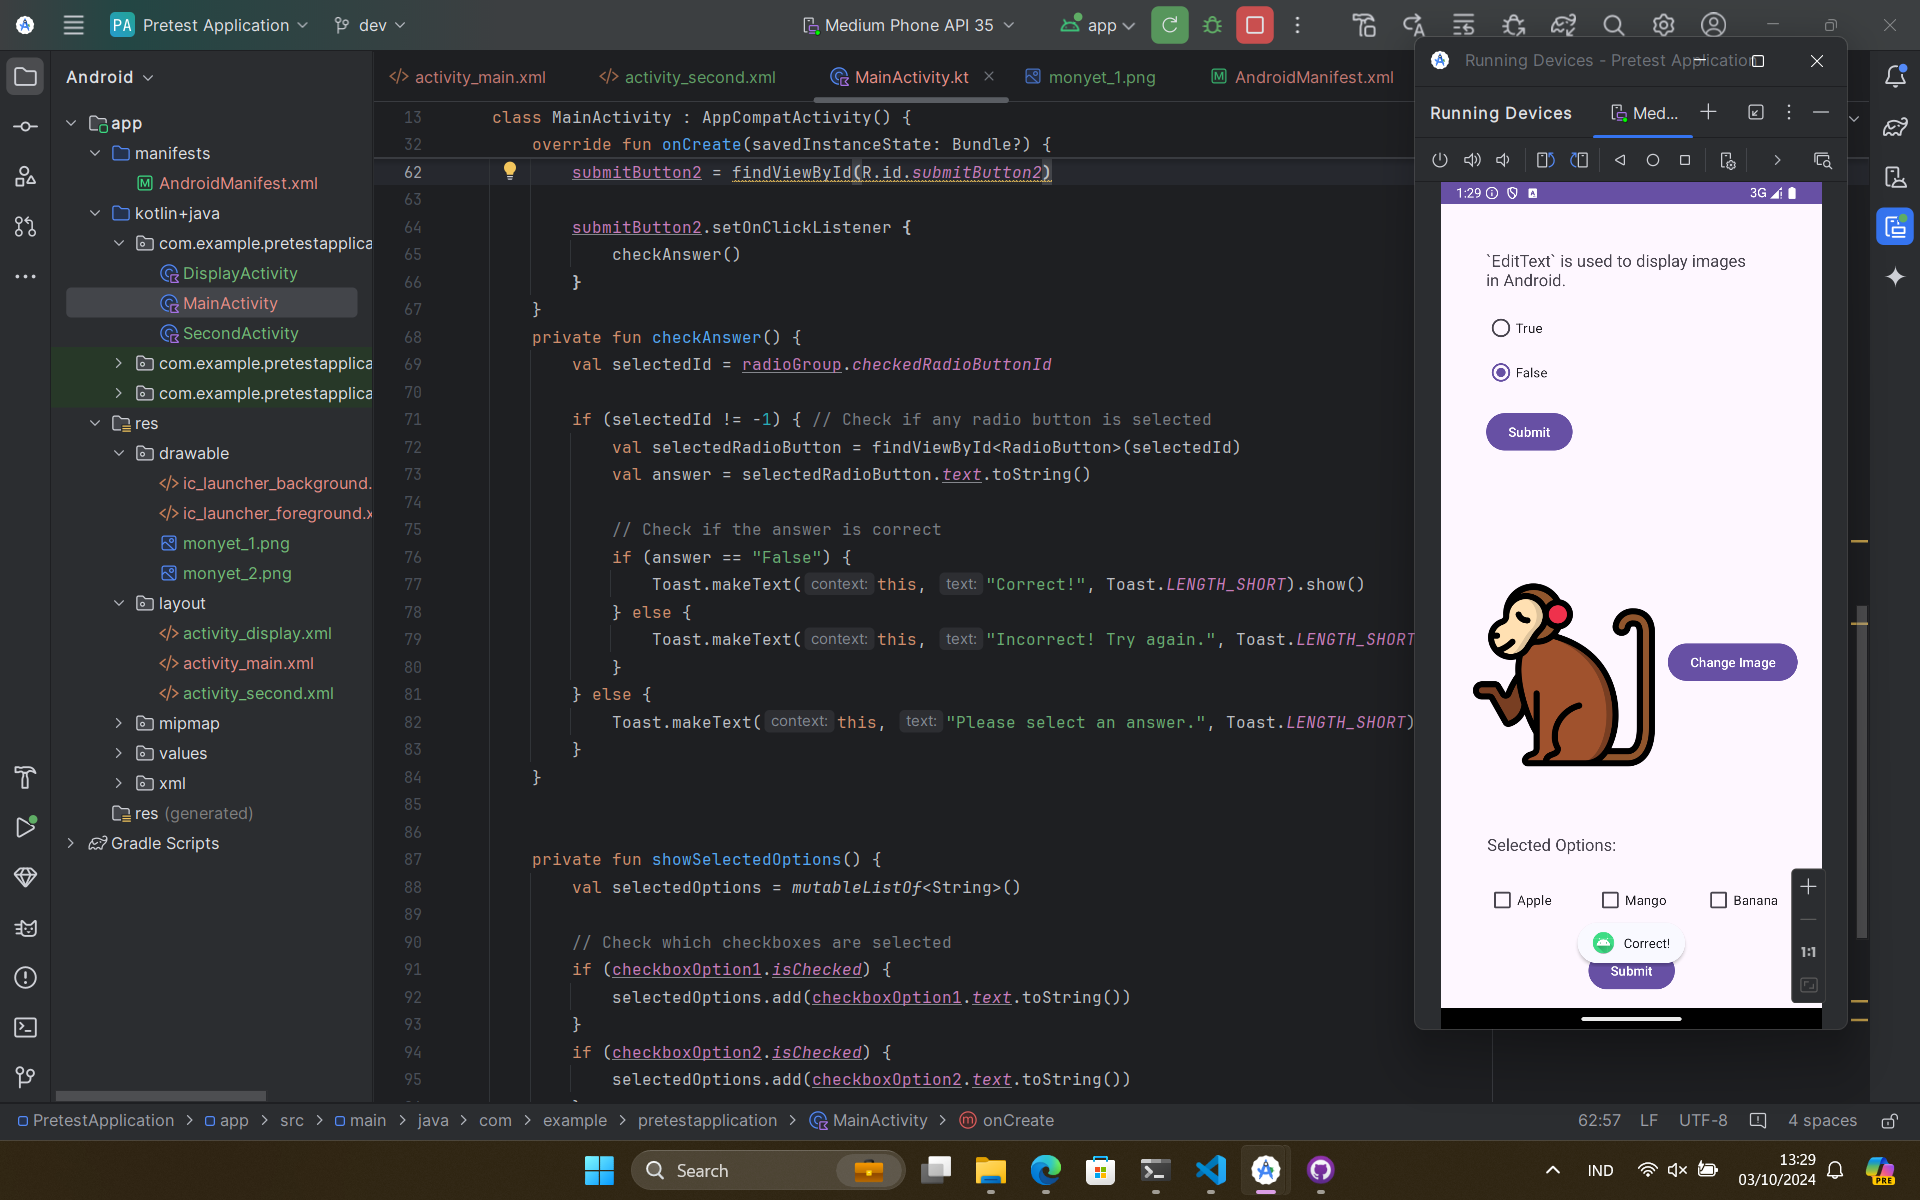 PA Pretest Application dev Medium Phone API 35 app
Android
app
manifests
AndroidManifest.xml
kotlin+java
com.example.pretestapplica
DisplayActivity
MainActivity
SecondActivity
com.example.pretestapplica
com.example.pretestapplica
res
drawable
ic_launcher_background.
ic_launcher_foreground.x
monyet_1.png
monyet_2.png
layout
activity_display.xml
activity_main.xml
activity_second.xml
mipmap
values
xml
res (generated)
Gradle Scripts
activity_main.xml activity_second.xml MainActivity.kt monyet_1.png AndroidManifest.xml
13 class MainActivity : AppCompatActivity() {
32 override fun onCreate(savedInstanceState: Bundle?) {
62 submitButton2 = findViewById(R.id.submitButton2)
63
64 submitButton2.setOnClickListener {
65 checkAnswer()
66 }
67 }
68 private fun checkAnswer() {
69 val selectedId = radioGroup.checkedRadioButtonId
70
71 if (selectedId != -1) { // Check if any radio button is selected
72 val selectedRadioButton = findViewById<RadioButton>(selectedId)
73 val answer = selectedRadioButton.text.toString()
74
75 // Check if the answer is correct
76 if (answer == "False") {
77 Toast.makeText( context: this, text: "Correct!", Toast.LENGTH_SHORT).show()
78 } else {
79 Toast.makeText( context: this, text: "Incorrect! Try again.", Toast.LENGTH_SHORT
80 }
81 } else {
82 Toast.makeText( context: this, text: "Please select an answer.", Toast.LENGTH_SHORT)
83 }
84 }
85
86
87 private fun showSelectedOptions() {
88 val selectedOptions = mutableListOf<String>()
89
90 // Check which checkboxes are selected
91 if (checkboxOption1.isChecked) {
92 selectedOptions.add(checkboxOption1.text.toString())
93 }
94 if (checkboxOption2.isChecked) {
95 selectedOptions.add(checkboxOption2.text.toString())
Running Devices - Pretest Application
Running Devices Med...
1:29 3G
`EditText` is used to display images
in Android.
True
False
Submit
Change Image
Selected Options:
Apple Mango Banana
Correct!
Submit
1:1
PretestApplication > app > src > main > java > com > example > pretestapplication > MainActivity > onCreate 62:57 LF UTF-8 4 spaces
Search IND 13:29
03/10/2024
PRE